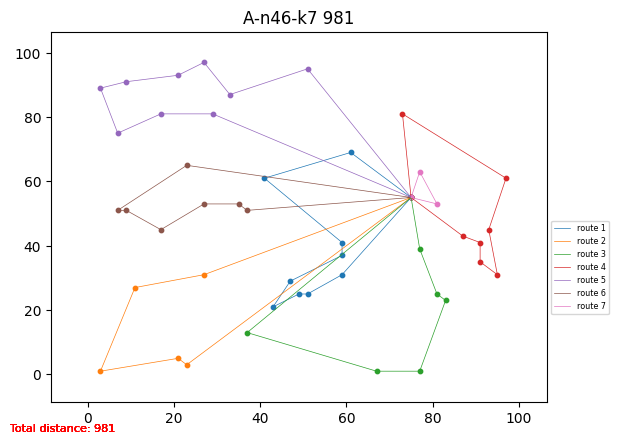 A-n46-k7 981
100
80
60
40
20
0
0 20 40 60 80 100
route 1
route 2
route 3
route 4
route 5
route 6
route 7
Total distance: 981